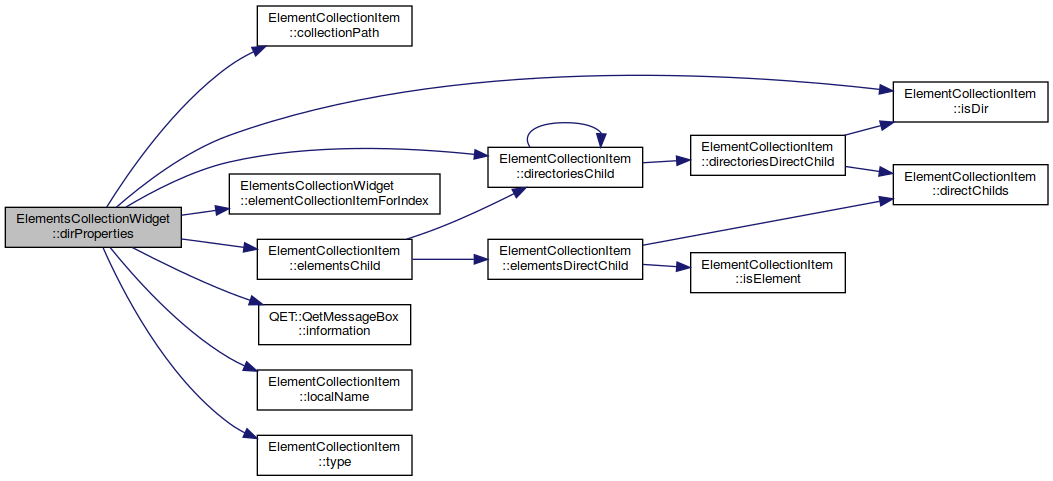 ElementCollectionItem
::collectionPath
ElementCollectionItem
::isDir
ElementCollectionItem
::directoriesChild
ElementCollectionItem
::directoriesDirectChild
ElementCollectionItem
::directChilds
ElementsCollectionWidget
::elementCollectionItemForIndex
ElementsCollectionWidget
::dirProperties
ElementCollectionItem
::elementsChild
ElementCollectionItem
::elementsDirectChild
ElementCollectionItem
::isElement
QET::QetMessageBox
::information
ElementCollectionItem
::localName
ElementCollectionItem
::type